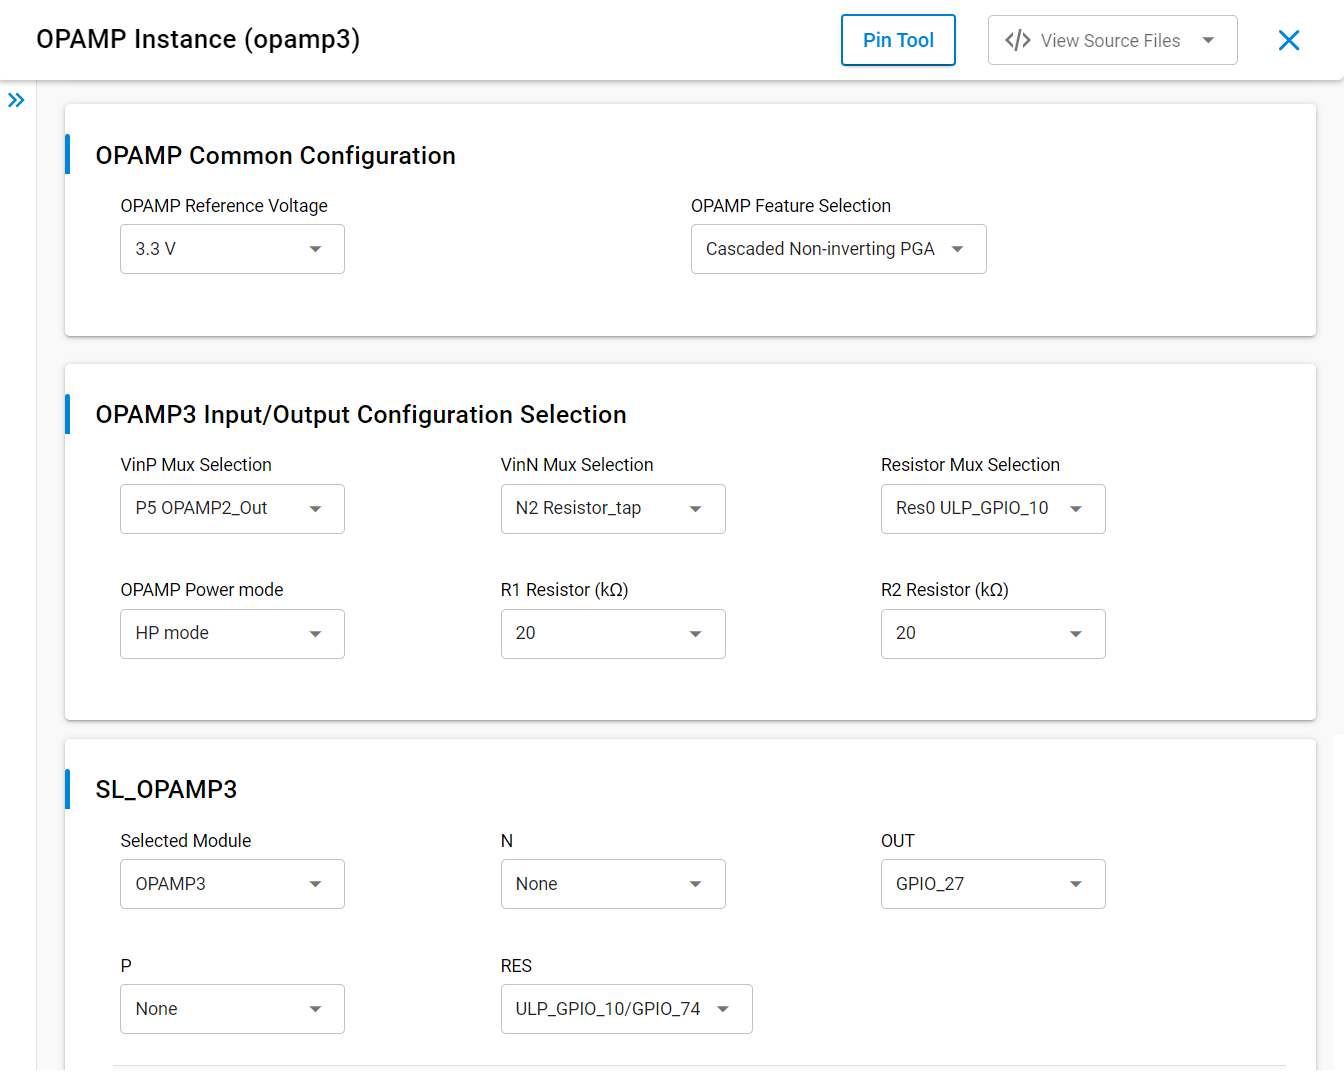 OPAMP Instance (opamp3)
Pin Tool
</> View Source Files
OPAMP Common Configuration
OPAMP Reference Voltage
OPAMP Feature Selection
3.3 V
Cascaded Non-inverting PGA
OPAMP3 Input/Output Configuration Selection
VinP Mux Selection
VinN Mux Selection
Resistor Mux Selection
P5 OPAMP2_Out
N2 Resistor_tap
Res0 ULP_GPIO_10
OPAMP Power mode
R1 Resistor (kΩ)
R2 Resistor (kΩ)
HP mode
20
20
SL_OPAMP3
Selected Module
N
OUT
OPAMP3
None
GPIO_27
P
RES
None
ULP_GPIO_10/GPIO_74